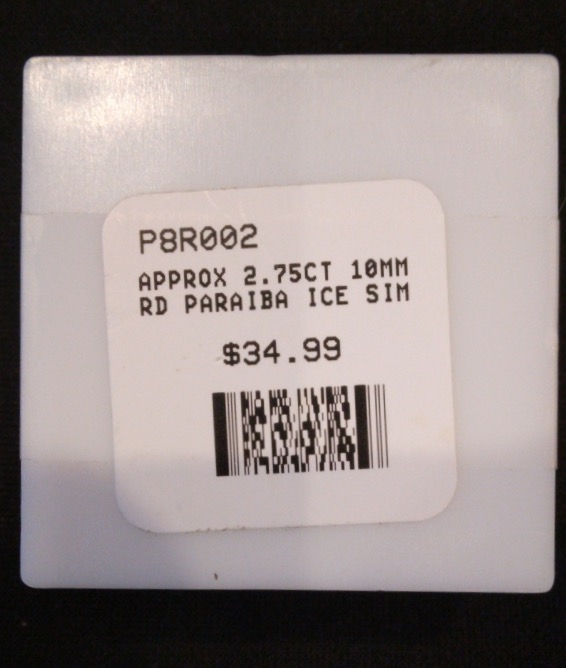 P8R002
APPROX 2.75CT 10MM
RD PARAIBA ICE SIM
$34.99